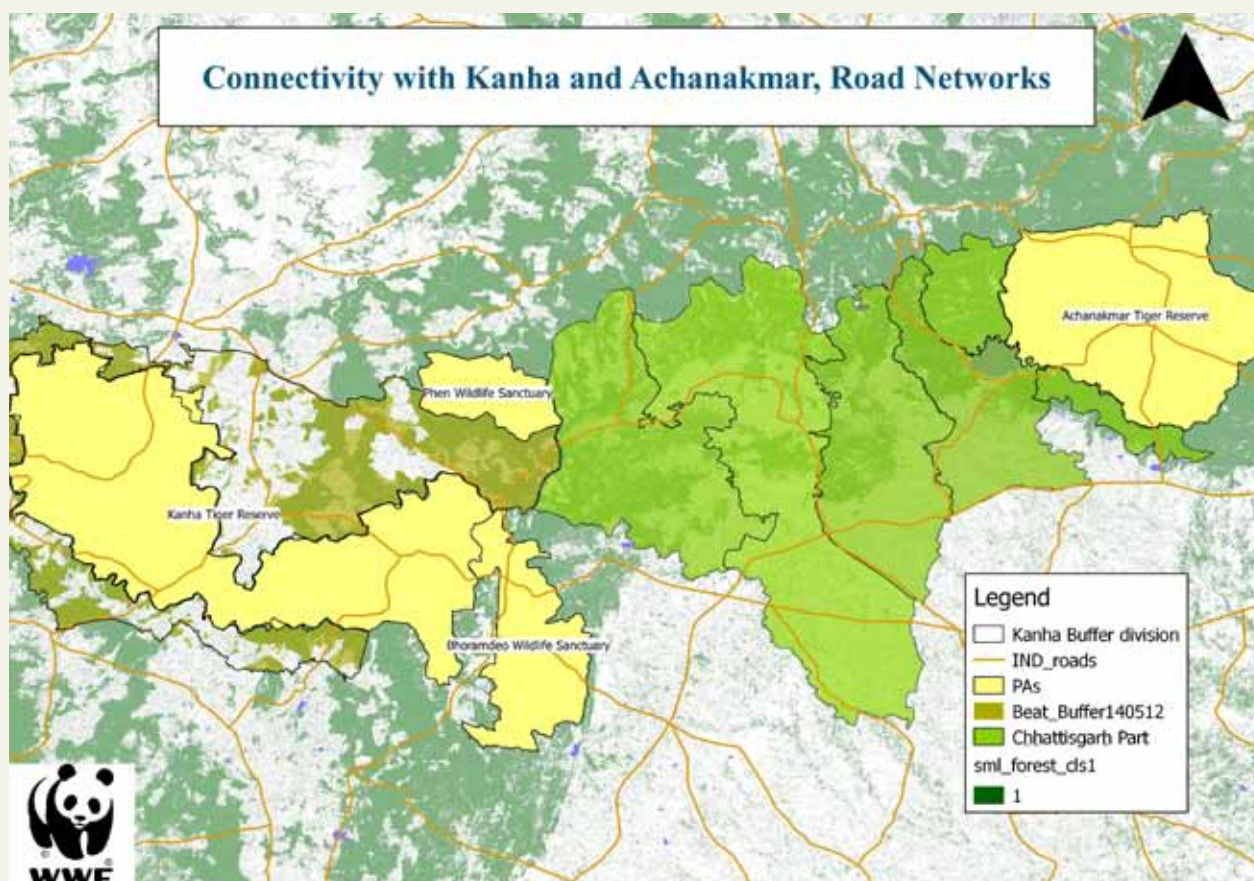 Connectivity with Kanha and Achanakmar, Road Networks
Achanakmar Tiger Reserve
Phen Wildlife Sanctuary
Kanha Tiger Reserve
Bhoramdeo Wildlife Sanctuary
Legend
Kanha Buffer division
IND_roads
PAs
Beat_Buffer140512
Chhattisgarh Part
sml_forest_cls1
1
©
®
WWF